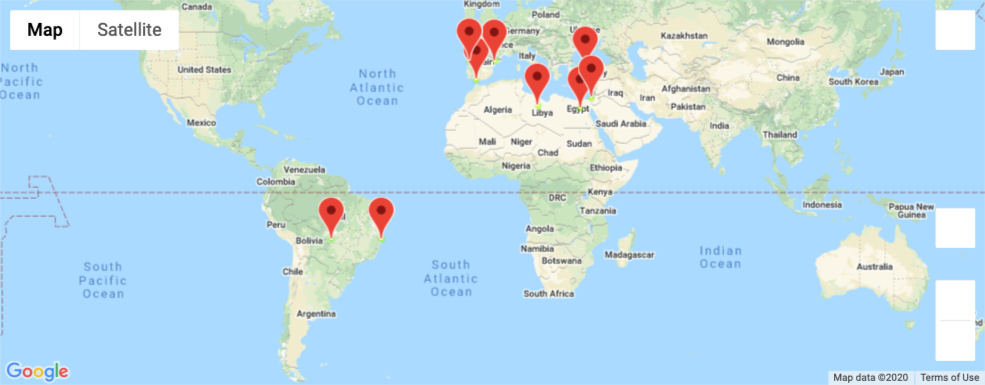 Map
Satellite
Kingdom
Canada
Poland
Germany
Kazakhstan
Mongolia
Italy
United States
North
Pacific
Ocean
North
Atlantic
Ocean
China
Japan
South Korea
Afghanistan
Iraq
Iran
Pakistan
Algeria
Libya
Egypt
Saudi Arabia
India
Mexico
Mali
Niger
Sudan
Chad
Thailand
Nigeria
Ethiopia
Venezuela
Colombia
Kenya
DRC
Indonesia
Papua New
Guinea
Tanzania
Peru
Angola
Bolivia
Namibia
Botswana
Madagascar
Indian
Ocean
South
Pacific
Ocean
South
Atlantic
Ocean
Chile
Australia
South Africa
Argentina
Google
Map data ©2020
Terms of Use